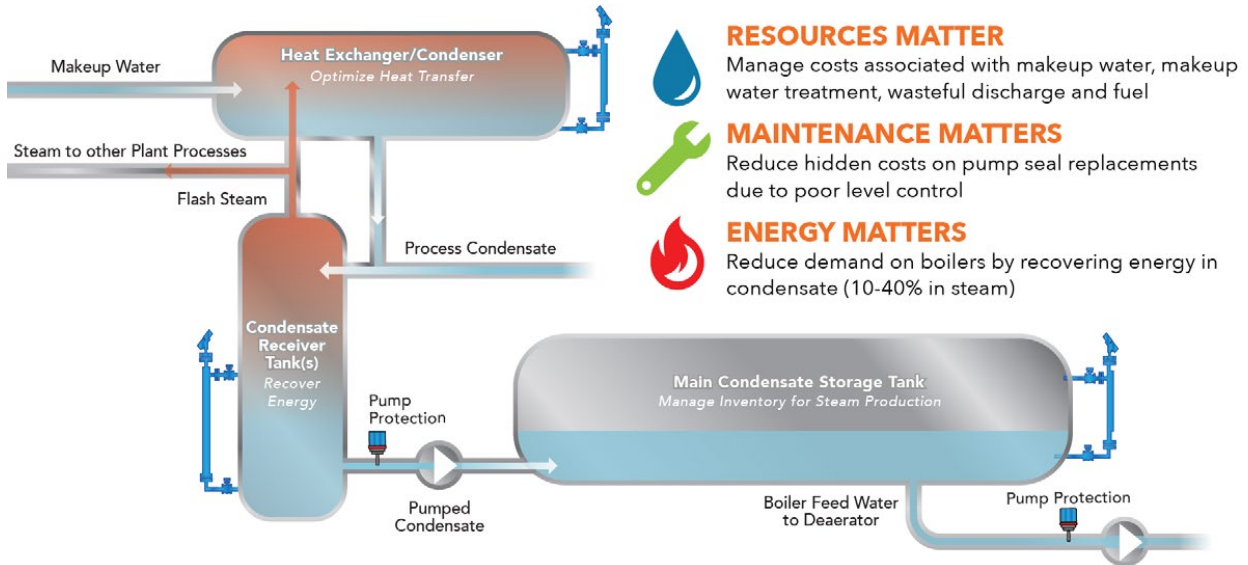 Heat Exchanger/Condenser
Optimize Heat Transfer
Makeup Water
Steam to other Plant Processes
Flash Steam
Process Condensate
Condensate
Receiver
Tank(s)
Recover
Energy
Pump
Protection
Pumped
Condensate
Main Condensate Storage Tank
Manage Inventory for Steam Production
Boiler Feed Water
to Deaerator
Pump Protection
RESOURCES MATTER
Manage costs associated with makeup water, makeup
water treatment, wasteful discharge and fuel
MAINTENANCE MATTERS
Reduce hidden costs on pump seal replacements
due to poor level control
ENERGY MATTERS
Reduce demand on boilers by recovering energy in
condensate (10-40% in steam)